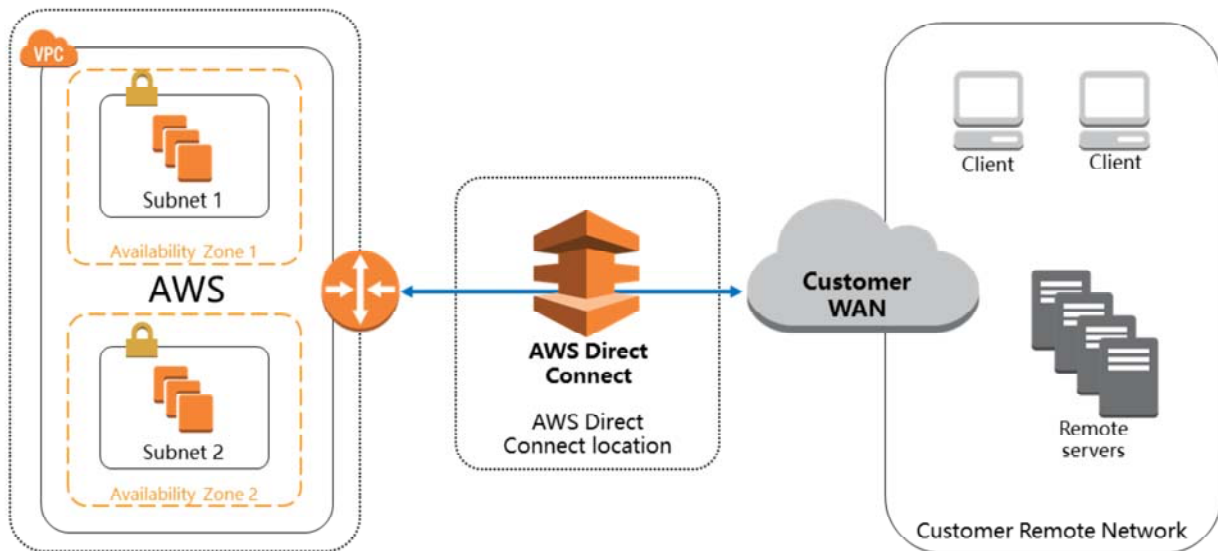 VPC
Subnet 1
Availability Zone 1
AWS
Subnet 2
Availability Zone 2
AWS Direct
Connect
AWS Direct
Connect location
Customer
WAN
Client
Client
Remote
servers
Customer Remote Network